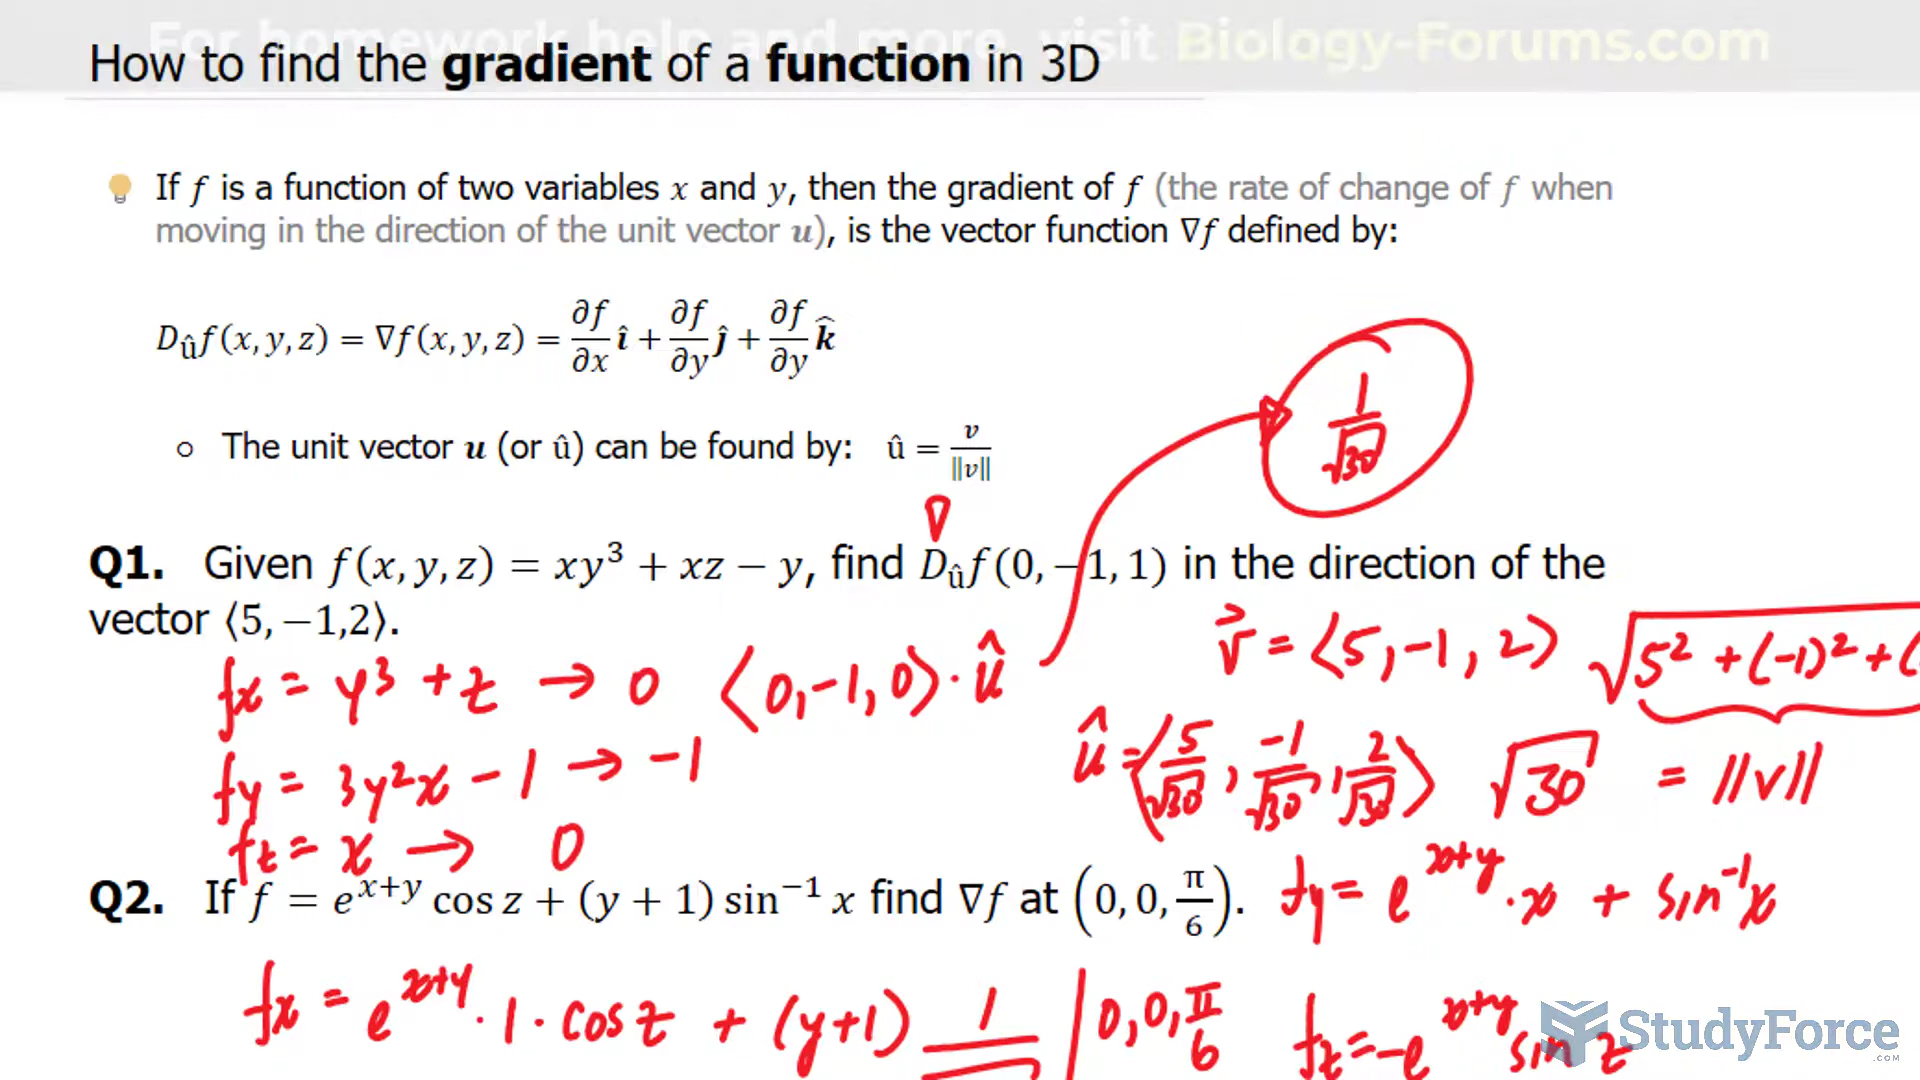 For homework help and more, visit Biology-Forums.com
How to find the gradient of a function in 3D
If f is a function of two variables x and y, then the gradient of f (the rate of change of f when
moving in the direction of the unit vector u), is the vector function ∇f defined by:
D_û f(x, y, z) = ∇f(x, y, z) = ∂f/∂x î + ∂f/∂y ĵ + ∂f/∂y k̂
1/√30
○ The unit vector u (or û) can be found by: û = v/‖v‖
∇
Q1. Given f(x, y, z) = xy³ + xz − y, find D_û f(0, −1, 1) in the direction of the
vector ⟨5, −1,2⟩.
v⃗ = ⟨5, -1, 2⟩ √5² + (-1)² + (
fx = y³ + z → 0 ⟨0, -1, 0⟩ · û
fy = 3y²x - 1 → -1
û = ⟨5/√30, -1/√30, 2/√30⟩ √30 = ||v||
fz = x → 0
Q2. If f = e^(x+y) cos z + (y + 1) sin⁻¹ x find ∇f at (0, 0, π/6).
fy = e^(x+y) · x + sin⁻¹x
fx = e^(x+y) · 1 · cos z + (y+1) 1 | 0, 0, π/6
fz = -e^(x+y) sin z
StudyForce
.COM